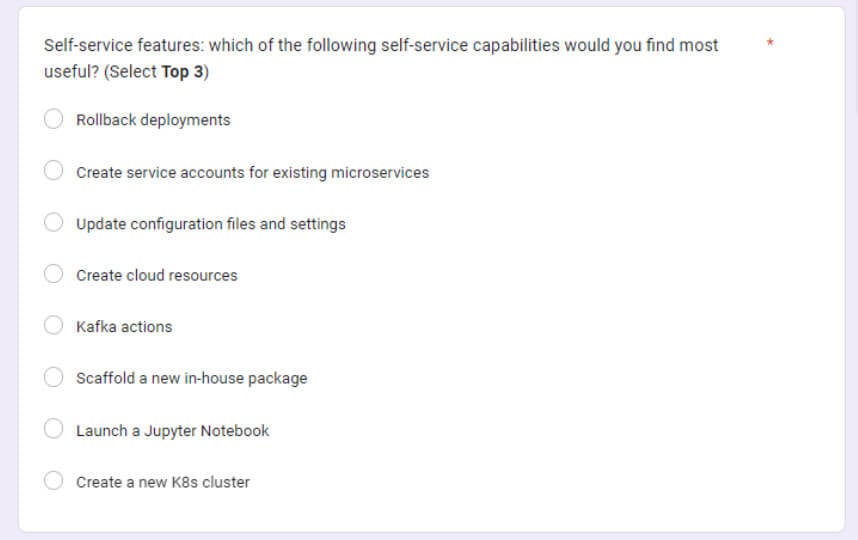 Self-service features: which of the following self-service capabilities would you find most *
useful? (Select Top 3)
Rollback deployments
Create service accounts for existing microservices
Update configuration files and settings
Create cloud resources
Kafka actions
Scaffold a new in-house package
Launch a Jupyter Notebook
Create a new K8s cluster